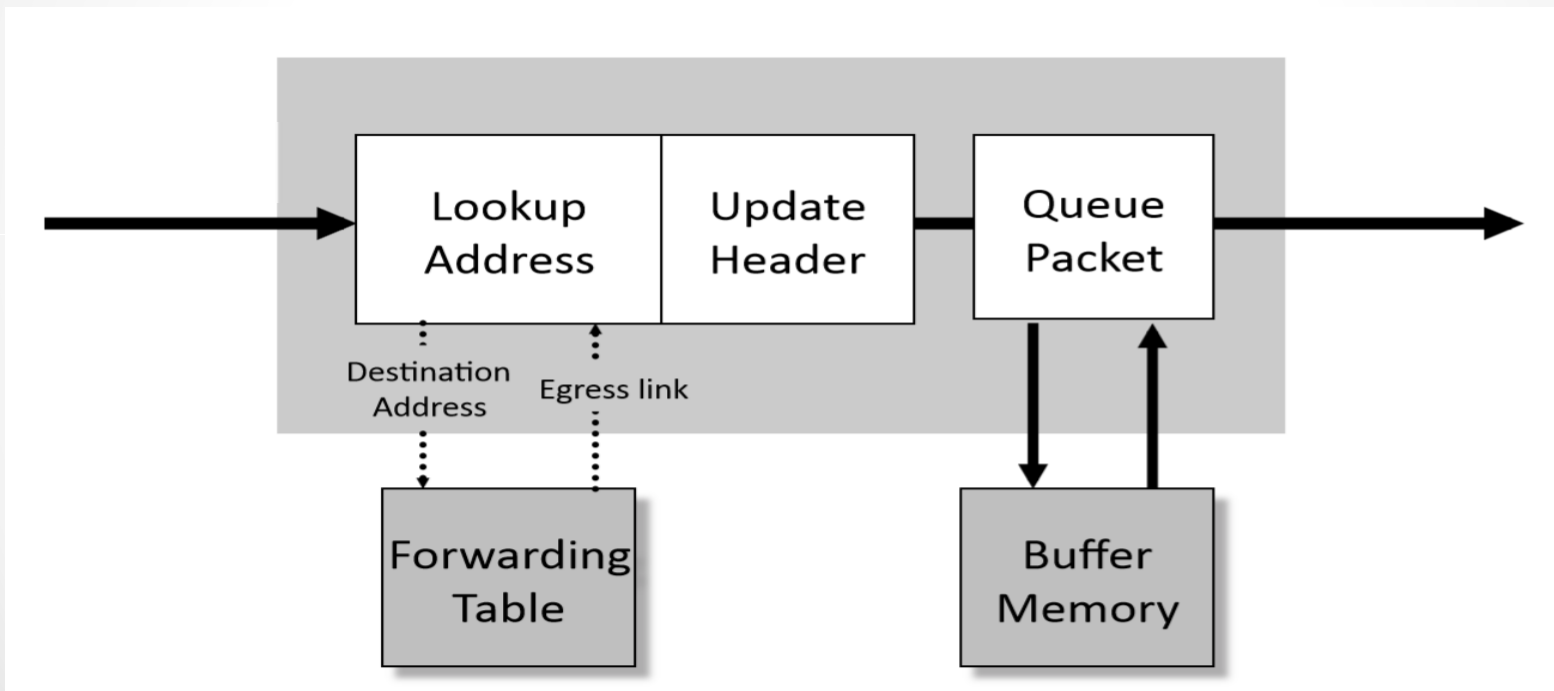 Lookup
Address
Update
Header
Queue
Packet
Destination
Address
Egress link
Forwarding
Table
Buffer
Memory